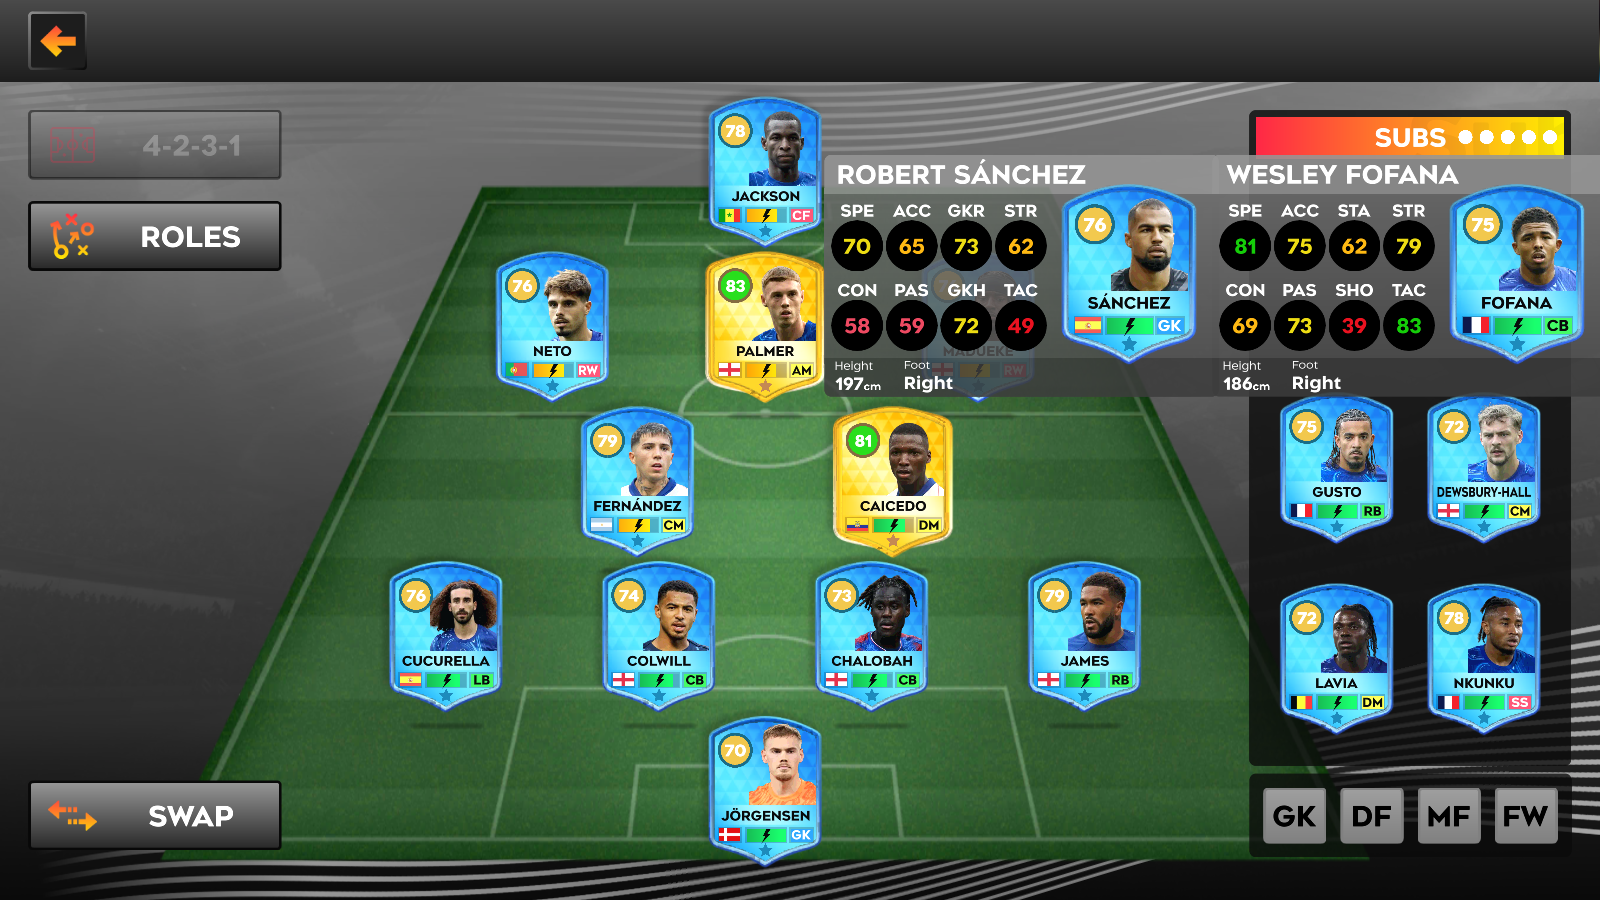 4-2-3-1
ROLES
SWAP
78
JACKSON
CF
76
NETO
RW
83
PALMER
AM
MADUEKE
RW
79
FERNÁNDEZ
CM
81
CAICEDO
DM
76
CUCURELLA
LB
74
COLWILL
CB
73
CHALOBAH
CB
79
JAMES
RB
70
JÖRGENSEN
GK
SUBS
ROBERT SÁNCHEZ
SPE ACC GKR STR
70 65 73 62
CON PAS GKH TAC
58 59 72 49
Height Foot
197cm Right
76
SÁNCHEZ
GK
WESLEY FOFANA
SPE ACC STA STR
81 75 62 79
CON PAS SHO TAC
69 73 39 83
Height Foot
186cm Right
75
FOFANA
CB
75
GUSTO
RB
72
DEWSBURY-HALL
CM
72
LAVIA
DM
78
NKUNKU
SS
GK DF MF FW